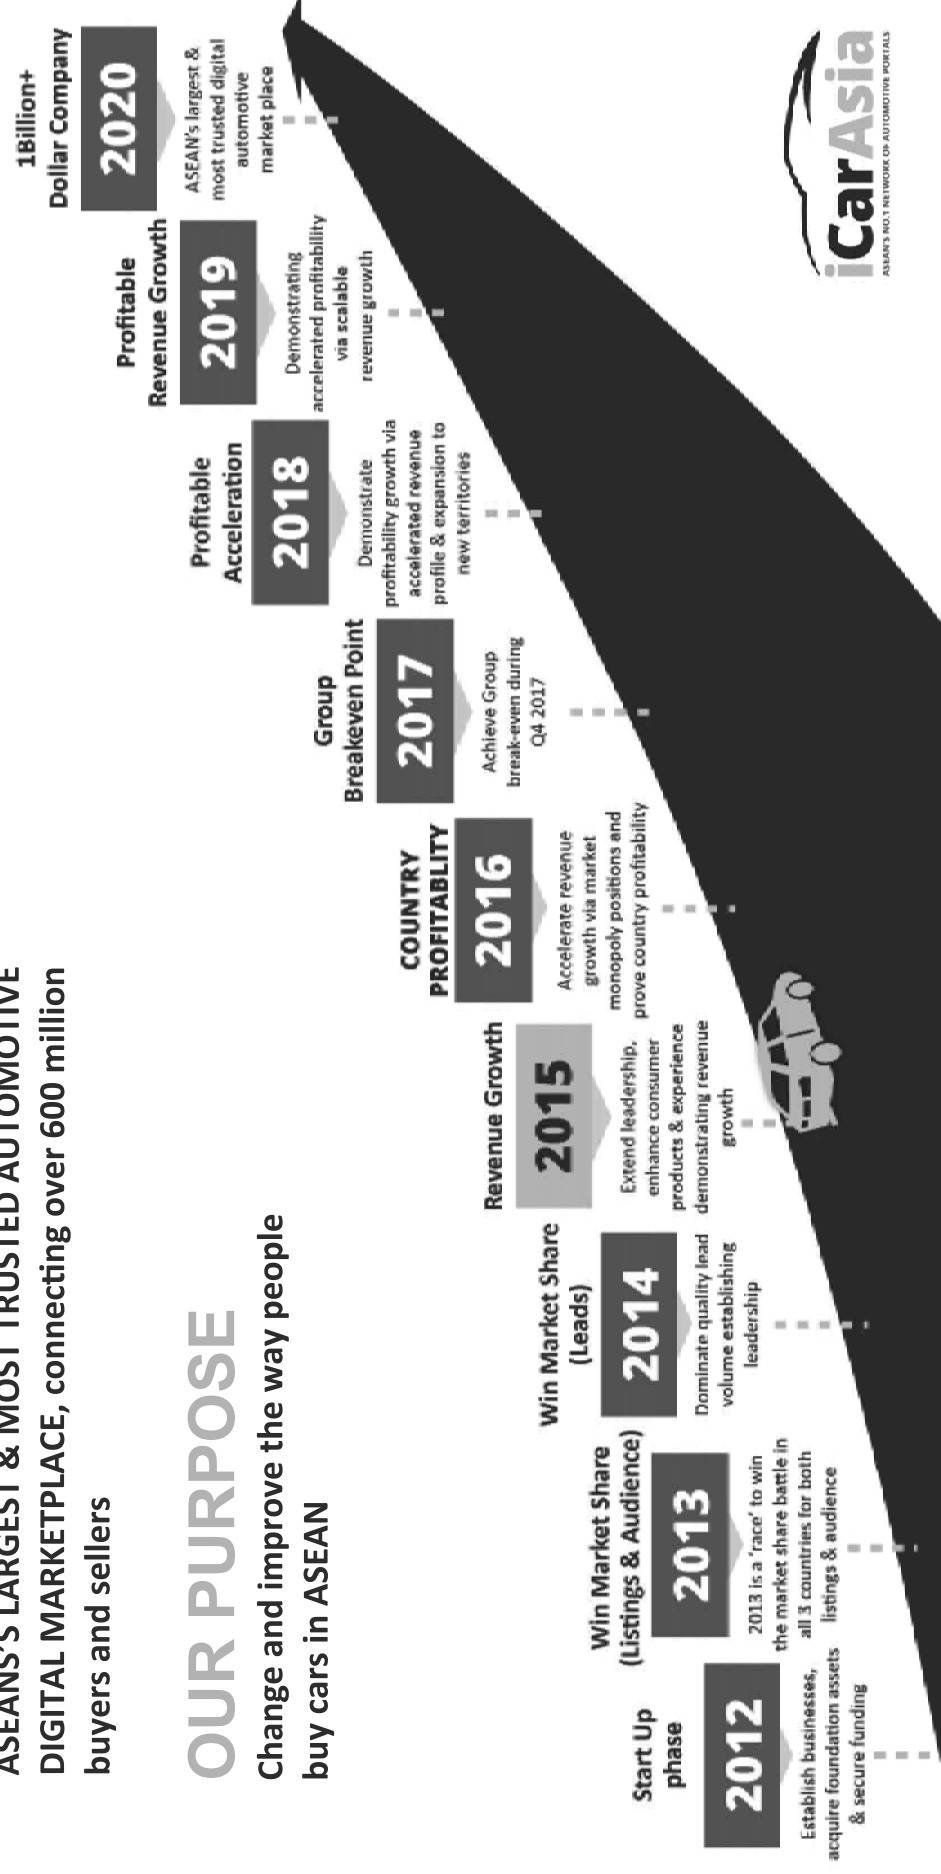 ASEAN'S LARGEST & MOST TRUSTED AUTOMOTIVE
DIGITAL MARKETPLACE, connecting over 600 million
buyers and sellers
OUR PURPOSE
Change and improve the way people
buy cars in ASEAN
Start Up
phase
2012
Establish businesses,
acquire foundation assets
& secure funding
Win Market Share
(Listings & Audience)
2013
2013 is a 'race' to win
the market share battle in
all 3 countries for both
listings & audience
Win Market Share
(Leads)
2014
Dominate quality lead
volume establishing
leadership
Revenue Growth
2015
Extend leadership,
enhance consumer
products & experience
demonstrating revenue
growth
COUNTRY
PROFITABLITY
2016
Accelerate revenue
growth via market
monopoly positions and
prove country profitability
Group
Breakeven Point
2017
Achieve Group
break-even during
Q4 2017
Profitable
Acceleration
2018
Demonstrate
profitability growth via
accelerated revenue
profile & expansion to
new territories
Profitable
Revenue Growth
2019
Demonstrating
accelerated profitability
via scalable
revenue growth
1Billion+
Dollar Company
2020
ASEAN's largest &
most trusted digital
automotive
market place
iCarAsia
ASEAN'S NO.1 NETWORK OF AUTOMOTIVE PORTALS